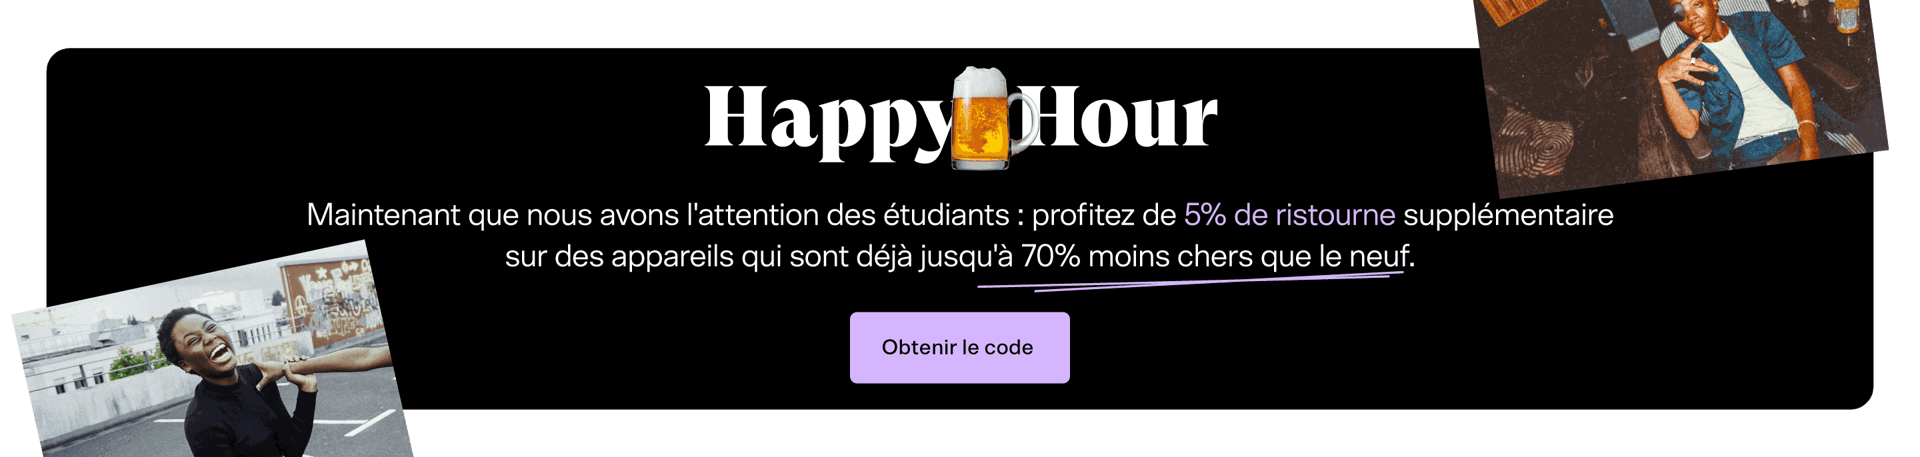 Happy Hour
Maintenant que nous avons l'attention des étudiants : profitez de 5% de ristourne supplémentaire
sur des appareils qui sont déjà jusqu'à 70% moins chers que le neuf.
Obtenir le code